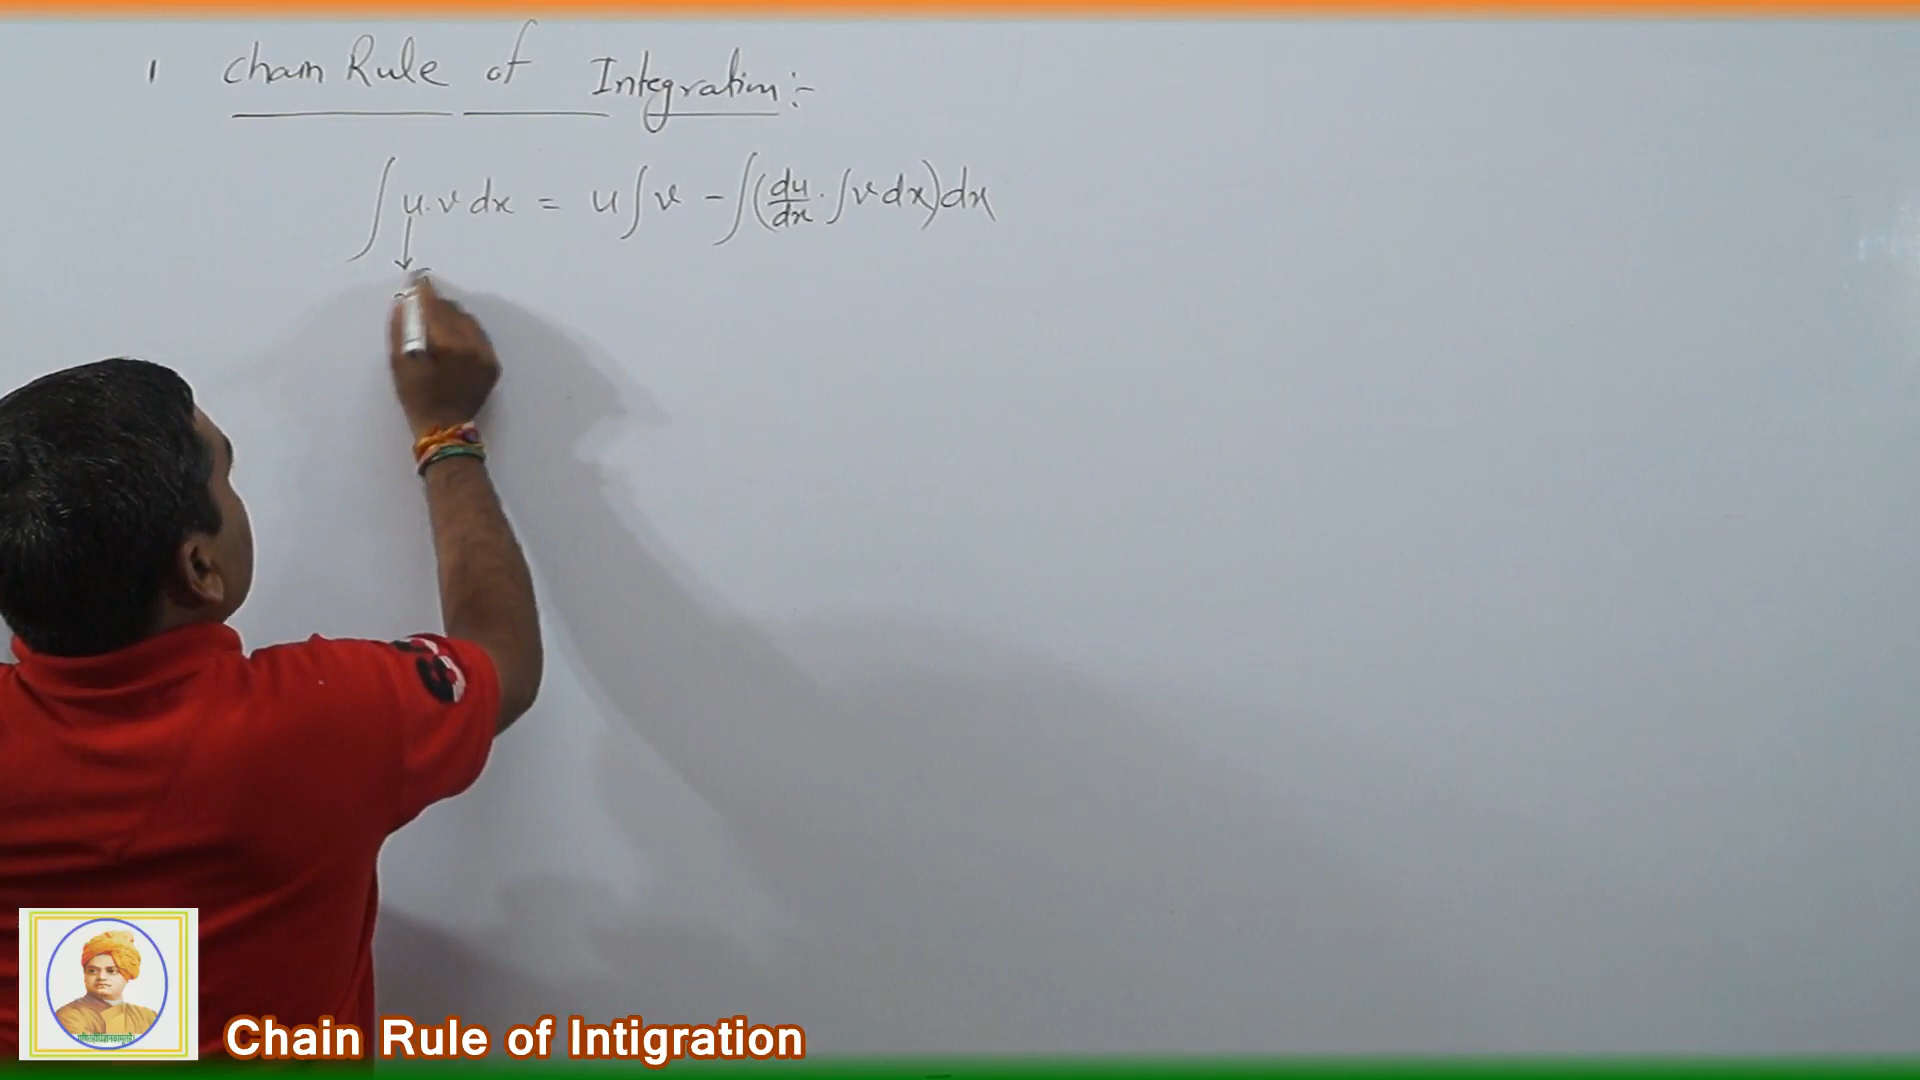 1 Chain Rule of Integration :-
∫ u.v dx = u ∫ v - ∫ (du/dx . ∫ v dx) dx
Chain Rule of Intigration